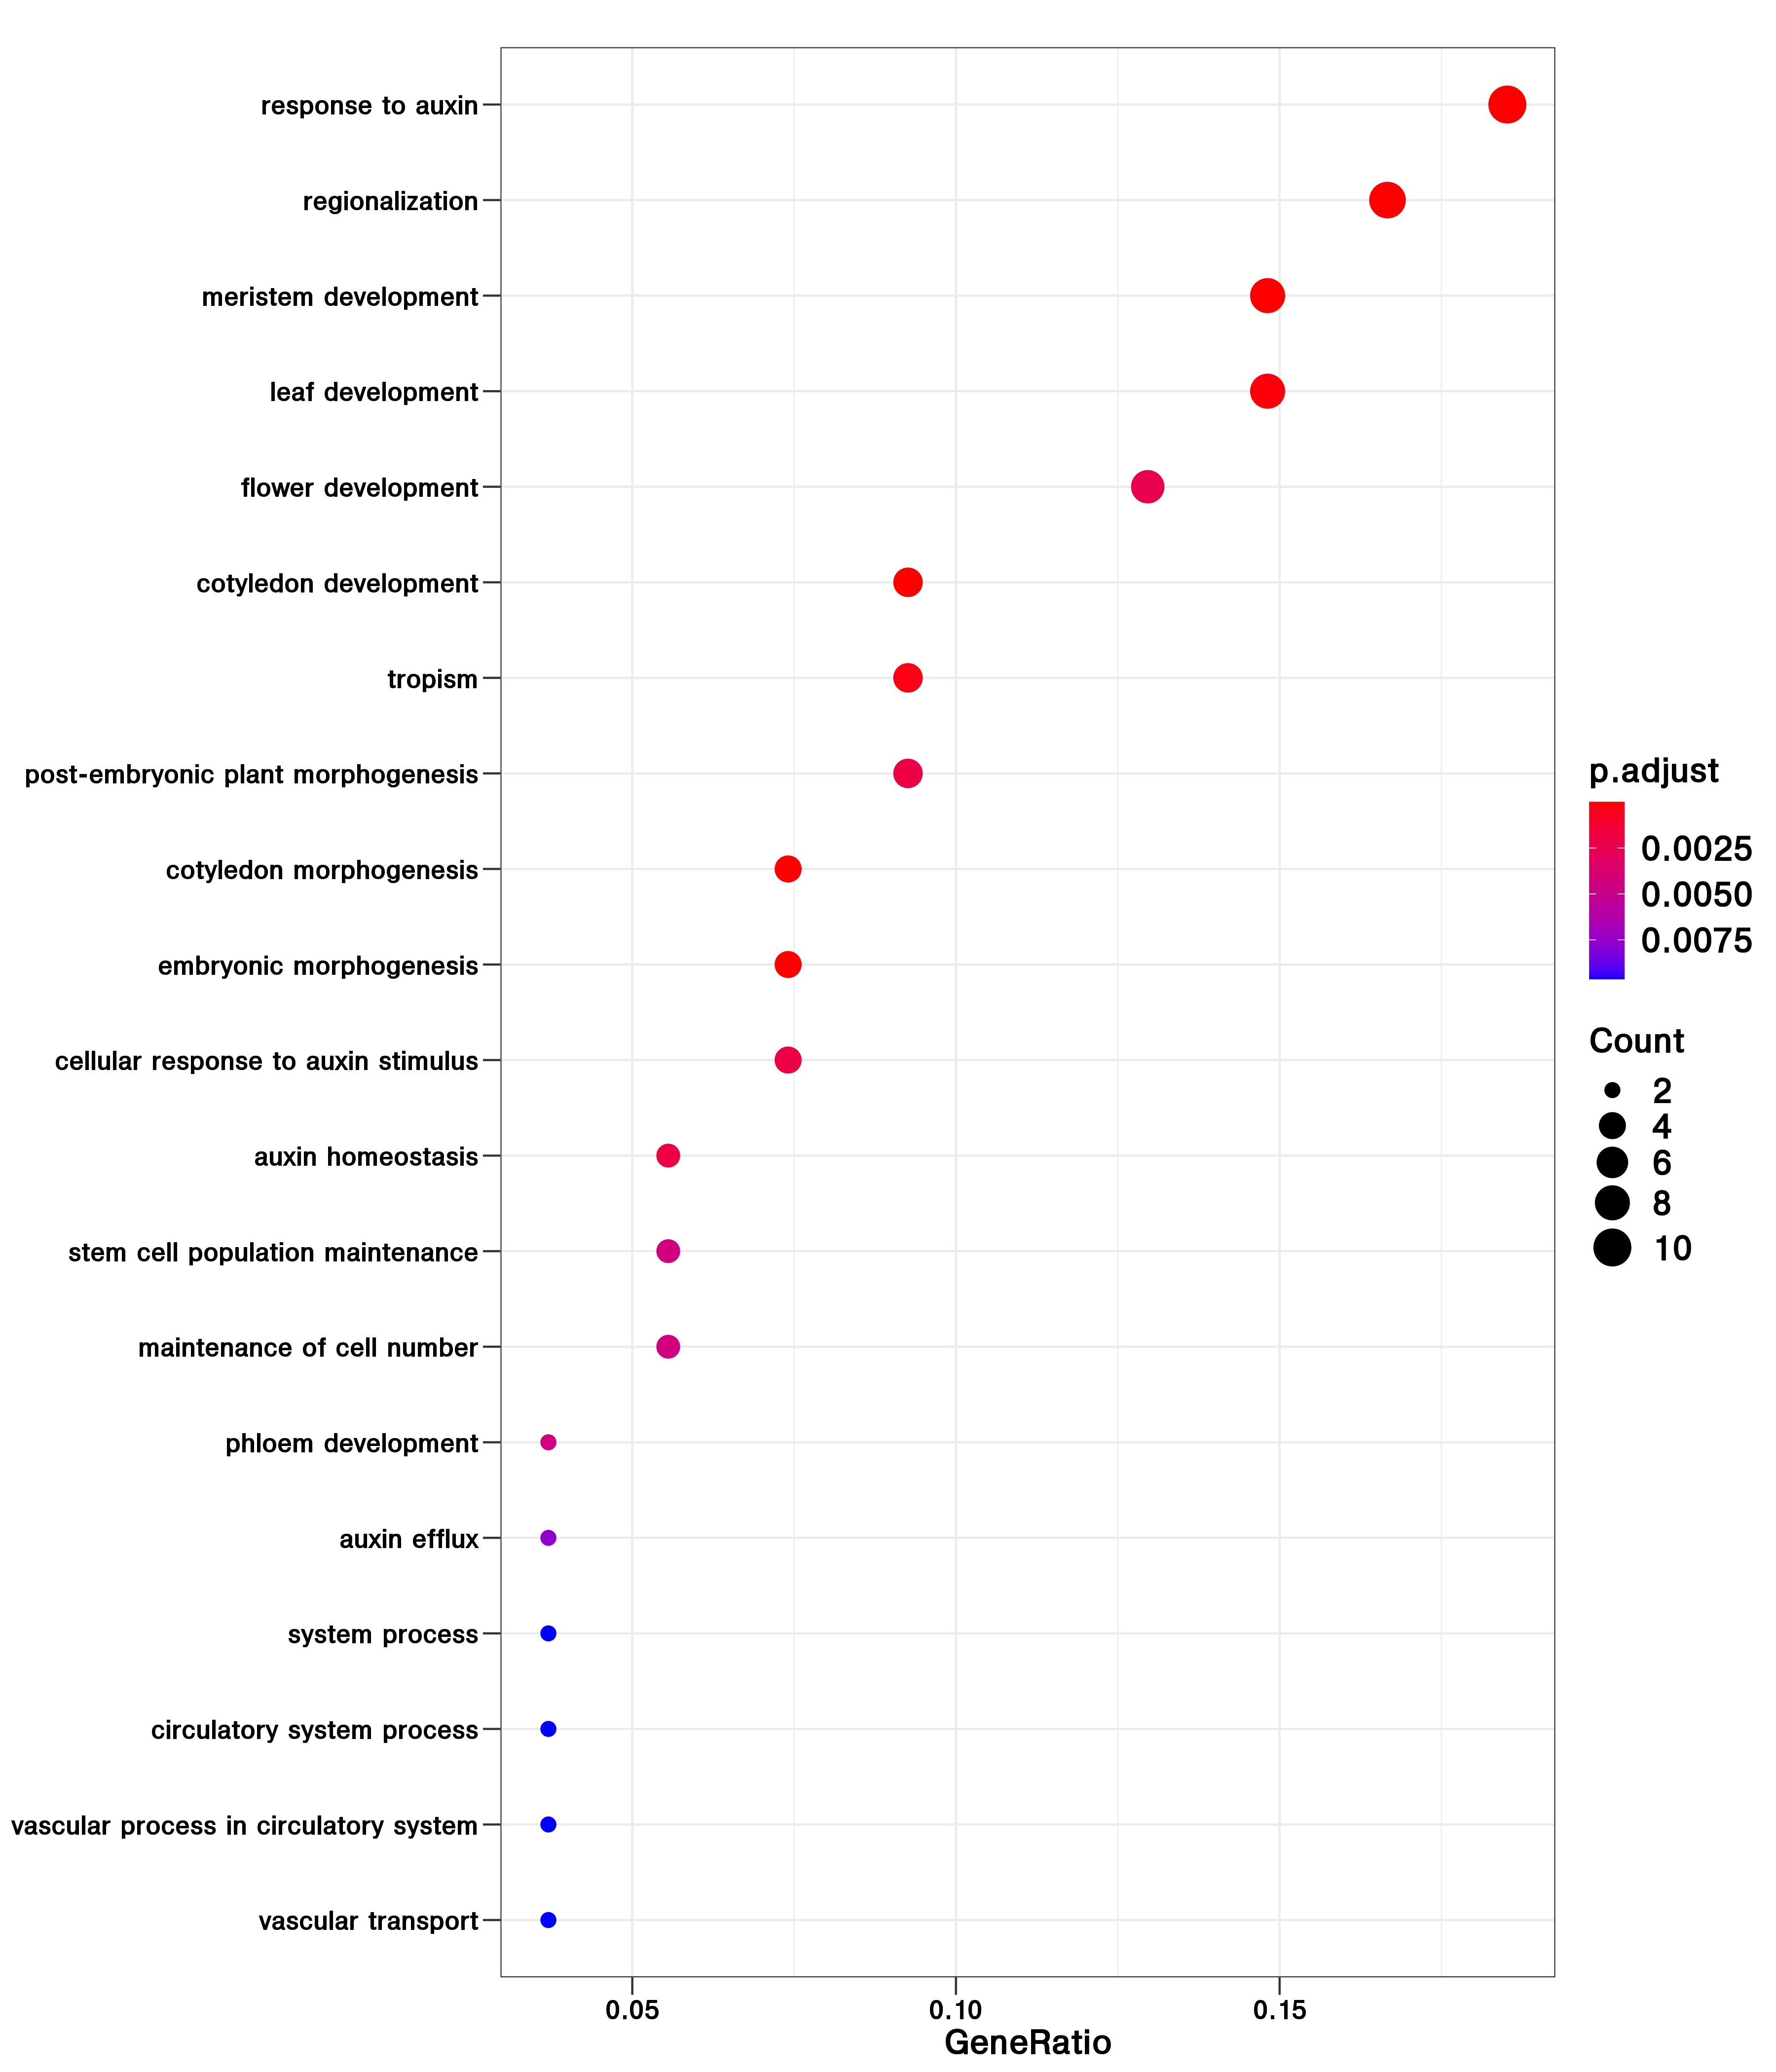 response to auxin
regionalization
meristem development
leaf development
flower development
cotyledon development
tropism
post-embryonic plant morphogenesis
cotyledon morphogenesis
embryonic morphogenesis
cellular response to auxin stimulus
auxin homeostasis
stem cell population maintenance
maintenance of cell number
phloem development
auxin efflux
system process
circulatory system process
vascular process in circulatory system
vascular transport
0.05 0.10 0.15
GeneRatio
p.adjust
0.0025
0.0050
0.0075
Count
2
4
6
8
10